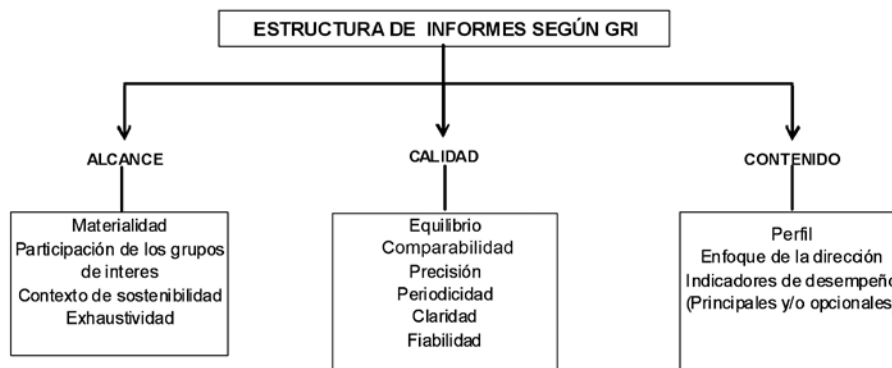 ESTRUCTURA DE INFORMES SEGÚN GRI
ALCANCE
Materialidad
Participación de los grupos
de interes
Contexto de sostenibilidad
Exhaustividad
CALIDAD
Equilibrio
Comparabilidad
Precisión
Periodicidad
Claridad
Fiabilidad
CONTENIDO
Perfil
Enfoque de la dirección
Indicadores de desempeño
(Principales y/o opcionales